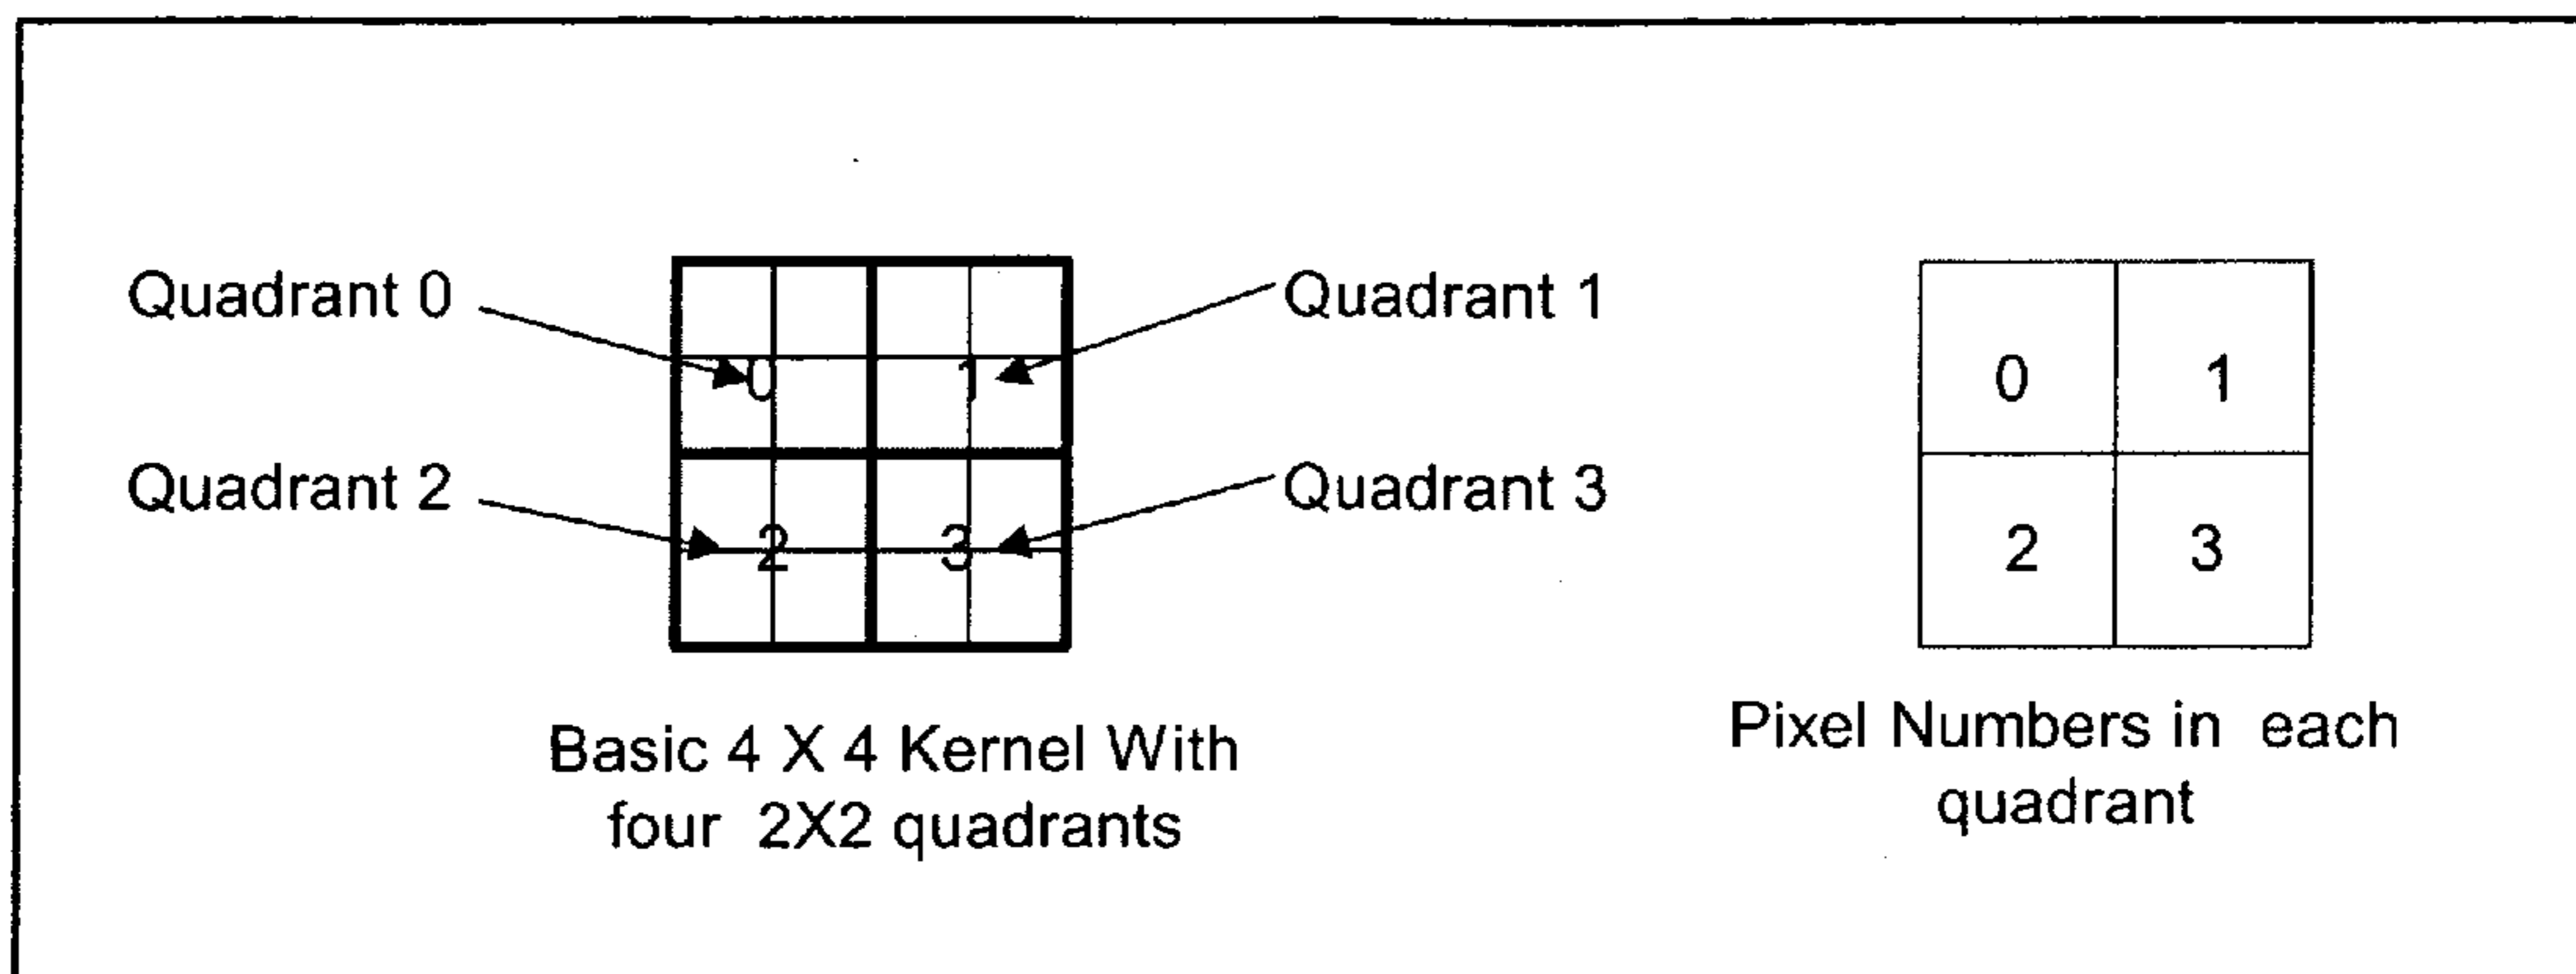 Quadrant 0
Quadrant 1
0
1
Quadrant 2
Quadrant 3
2
3
Basic 4 X 4 Kernel With
four 2X2 quadrants
0
1
2
3
Pixel Numbers in each
quadrant